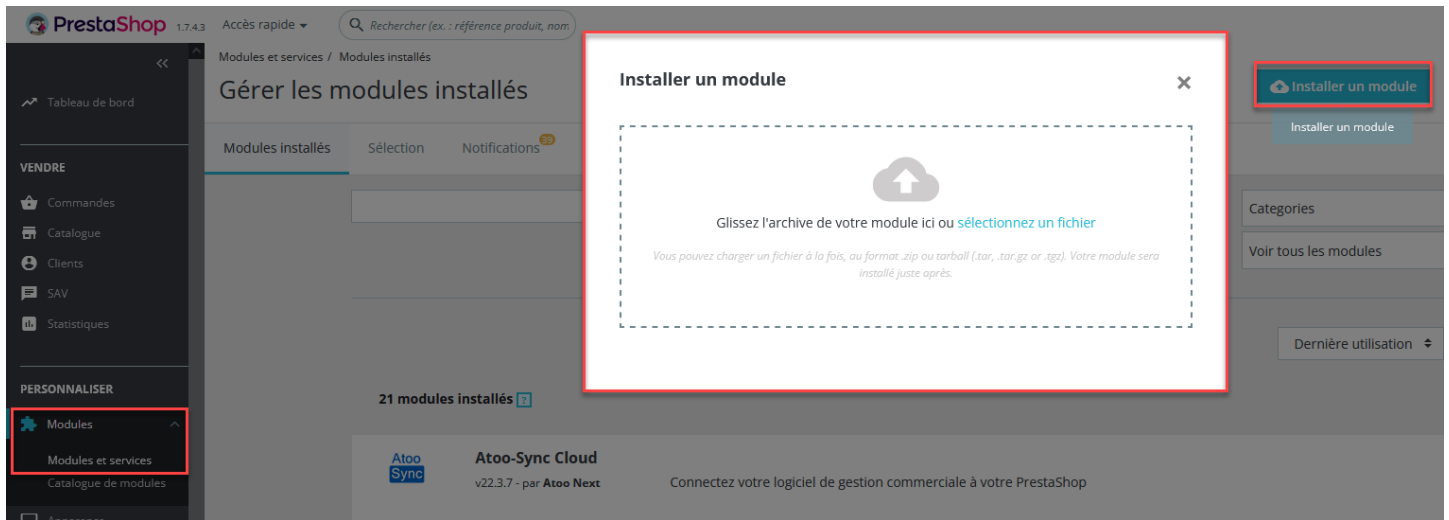 PrestaShop 1.7.4.3 Accès rapide Rechercher (ex. : référence produit, nom
Modules et services / Modules installés
Gérer les modules installés
Installer un module
Installer un module
Modules installés Sélection Notifications
Tableau de bord
VENDRE
Commandes
Catalogue
Clients
SAV
Statistiques
PERSONNALISER
Modules
Modules et services
Catalogue de modules
Installer un module
Glissez l'archive de votre module ici ou sélectionnez un fichier
Vous pouvez charger un fichier à la fois, au format .zip ou tarball (.tar, .tar.gz or .tgz). Votre module sera
installé juste après.
Categories
Voir tous les modules
Dernière utilisation
21 modules installés ?
Atoo
Sync
Atoo-Sync Cloud
v22.3.7 - par Atoo Next
Connectez votre logiciel de gestion commerciale à votre PrestaShop